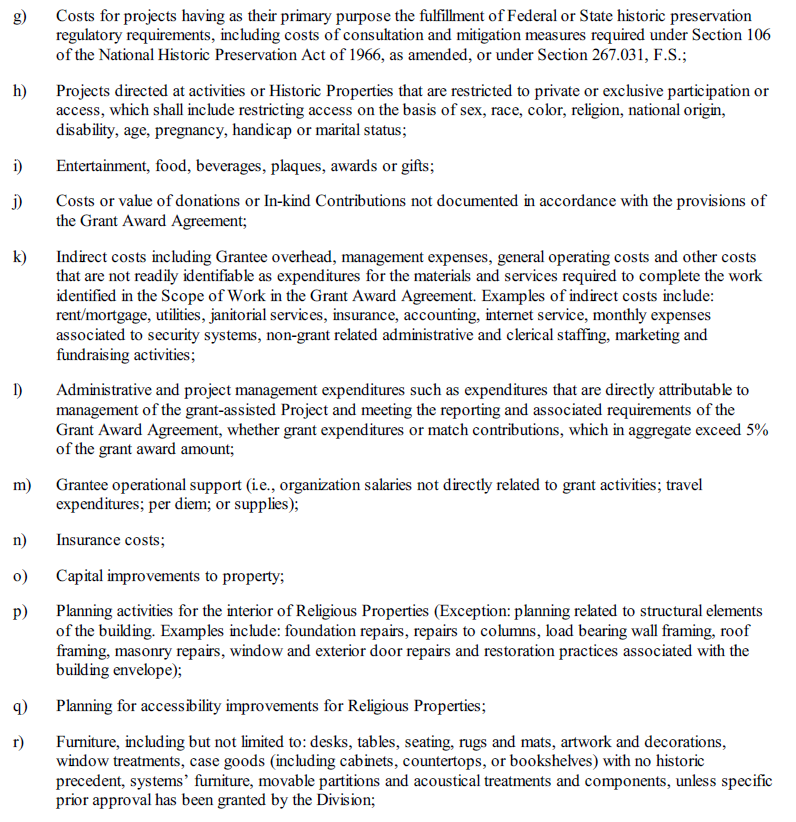 g) Costs for projects having as their primary purpose the fulfillment of Federal or State historic preservation
regulatory requirements, including costs of consultation and mitigation measures required under Section 106
of the National Historic Preservation Act of 1966, as amended, or under Section 267.031, F.S.;
h) Projects directed at activities or Historic Properties that are restricted to private or exclusive participation or
access, which shall include restricting access on the basis of sex, race, color, religion, national origin,
disability, age, pregnancy, handicap or marital status;
i) Entertainment, food, beverages, plaques, awards or gifts;
j) Costs or value of donations or In-kind Contributions not documented in accordance with the provisions of
the Grant Award Agreement;
k) Indirect costs including Grantee overhead, management expenses, general operating costs and other costs
that are not readily identifiable as expenditures for the materials and services required to complete the work
identified in the Scope of Work in the Grant Award Agreement. Examples of indirect costs include:
rent/mortgage, utilities, janitorial services, insurance, accounting, internet service, monthly expenses
associated to security systems, non-grant related administrative and clerical staffing, marketing and
fundraising activities;
l) Administrative and project management expenditures such as expenditures that are directly attributable to
management of the grant-assisted Project and meeting the reporting and associated requirements of the
Grant Award Agreement, whether grant expenditures or match contributions, which in aggregate exceed 5%
of the grant award amount;
m) Grantee operational support (i.e., organization salaries not directly related to grant activities; travel
expenditures; per diem; or supplies);
n) Insurance costs;
o) Capital improvements to property;
p) Planning activities for the interior of Religious Properties (Exception: planning related to structural elements
of the building. Examples include: foundation repairs, repairs to columns, load bearing wall framing, roof
framing, masonry repairs, window and exterior door repairs and restoration practices associated with the
building envelope);
q) Planning for accessibility improvements for Religious Properties;
r) Furniture, including but not limited to: desks, tables, seating, rugs and mats, artwork and decorations,
window treatments, case goods (including cabinets, countertops, or bookshelves) with no historic
precedent, systems’ furniture, movable partitions and acoustical treatments and components, unless specific
prior approval has been granted by the Division;